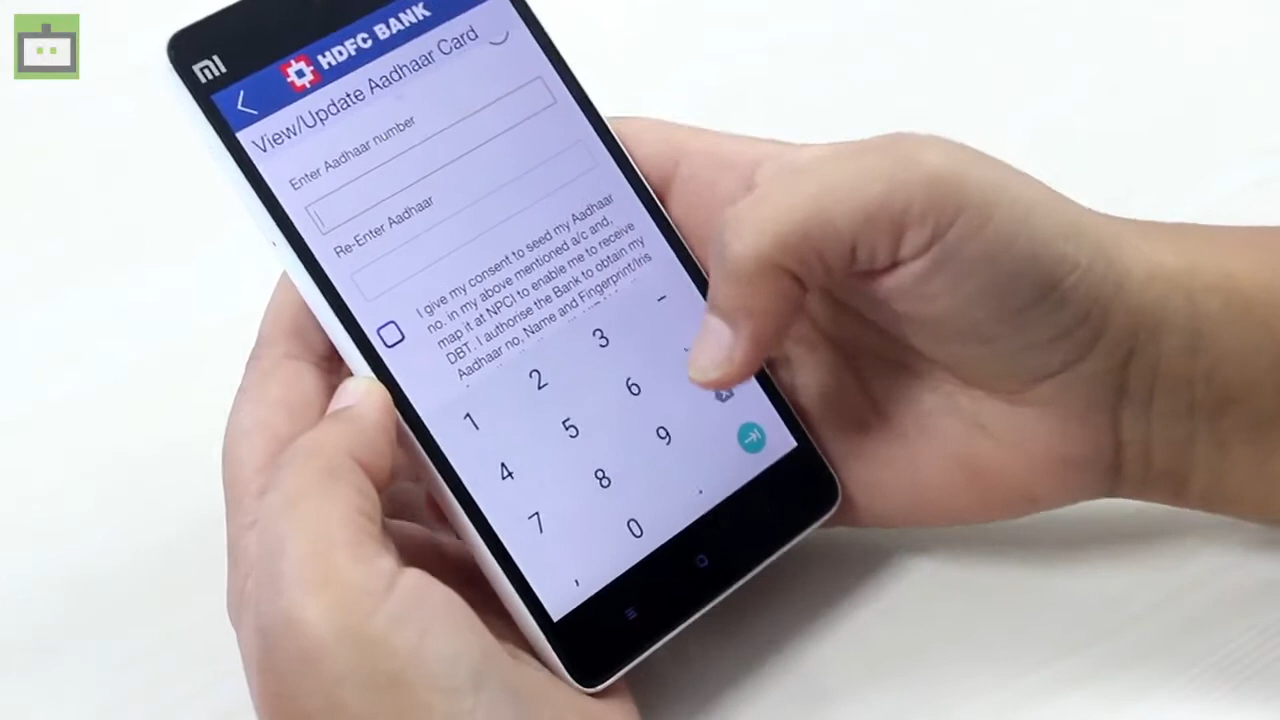 mi
HDFC BANK
View/Update Aadhaar Card
Enter Aadhaar number
Re-Enter Aadhaar
I give my consent to seed my Aadhaar
no. in my above mentioned a/c and,
map it at NPCI to enable me to receive
DBT. I authorise the Bank to obtain my
Aadhaar no, Name and Fingerprint/Iris
1 2 3 -
4 5 6
7 8 9
, 0 .